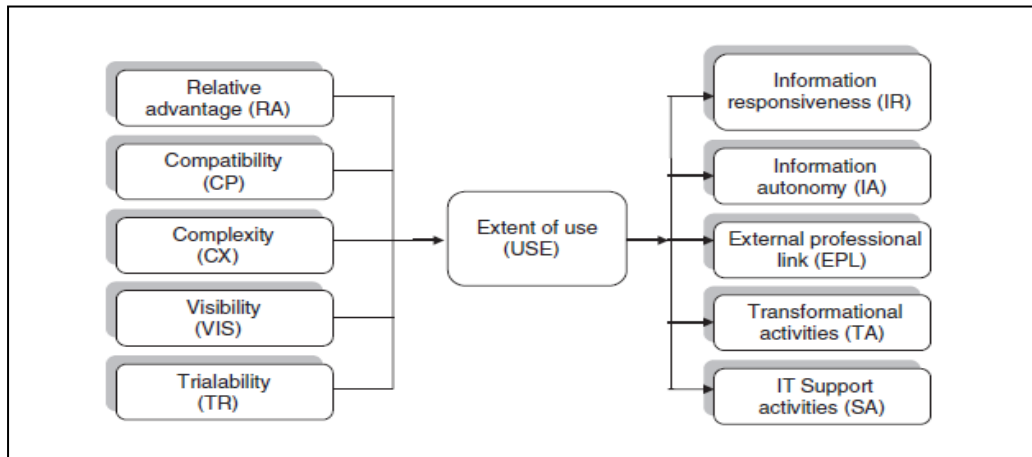 Relative
advantage (RA)
Compatibility
(CP)
Complexity
(CX)
Visibility
(VIS)
Trialability
(TR)
Extent of use
(USE)
Information
responsiveness (IR)
Information
autonomy (IA)
External professional
link (EPL)
Transformational
activities (TA)
IT Support
activities (SA)